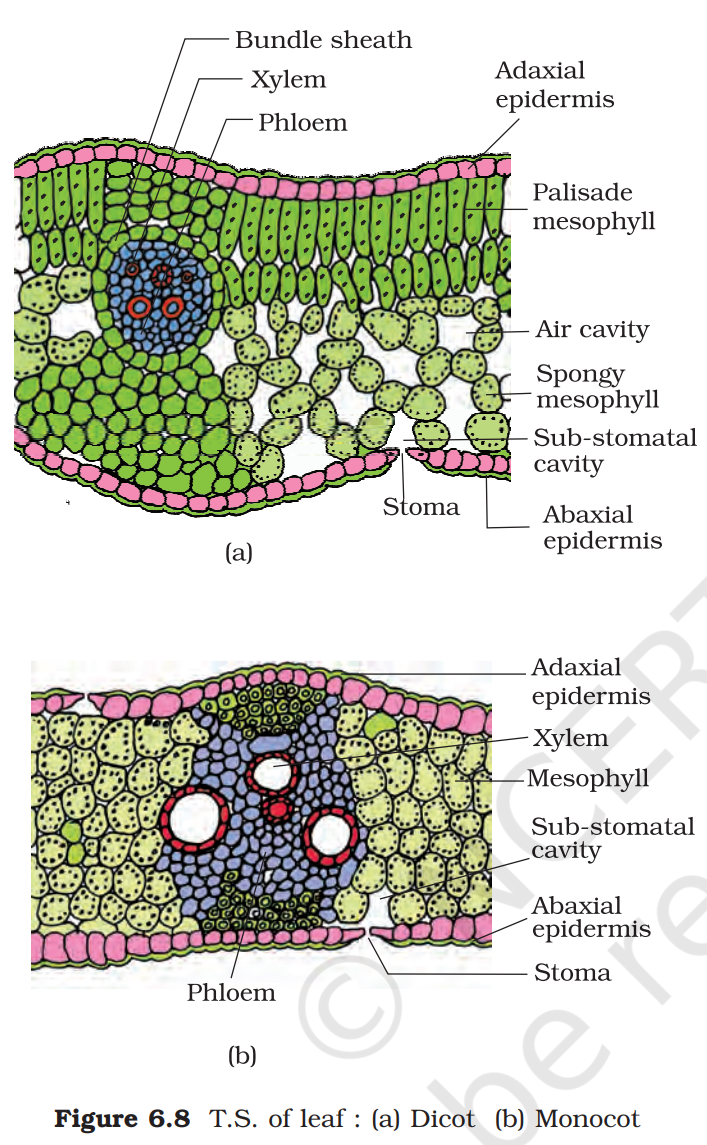 Bundle sheath
Xylem
Phloem
Adaxial
epidermis
Palisade
mesophyll
Air cavity
Spongy
mesophyll
Sub-stomatal
cavity
Stoma
Abaxial
epidermis
(a)
Adaxial
epidermis
Xylem
Mesophyll
Sub-stomatal
cavity
Abaxial
epidermis
Stoma
Phloem
(b)
Figure 6.8 T.S. of leaf : (a) Dicot (b) Monocot
© NCERT
be re